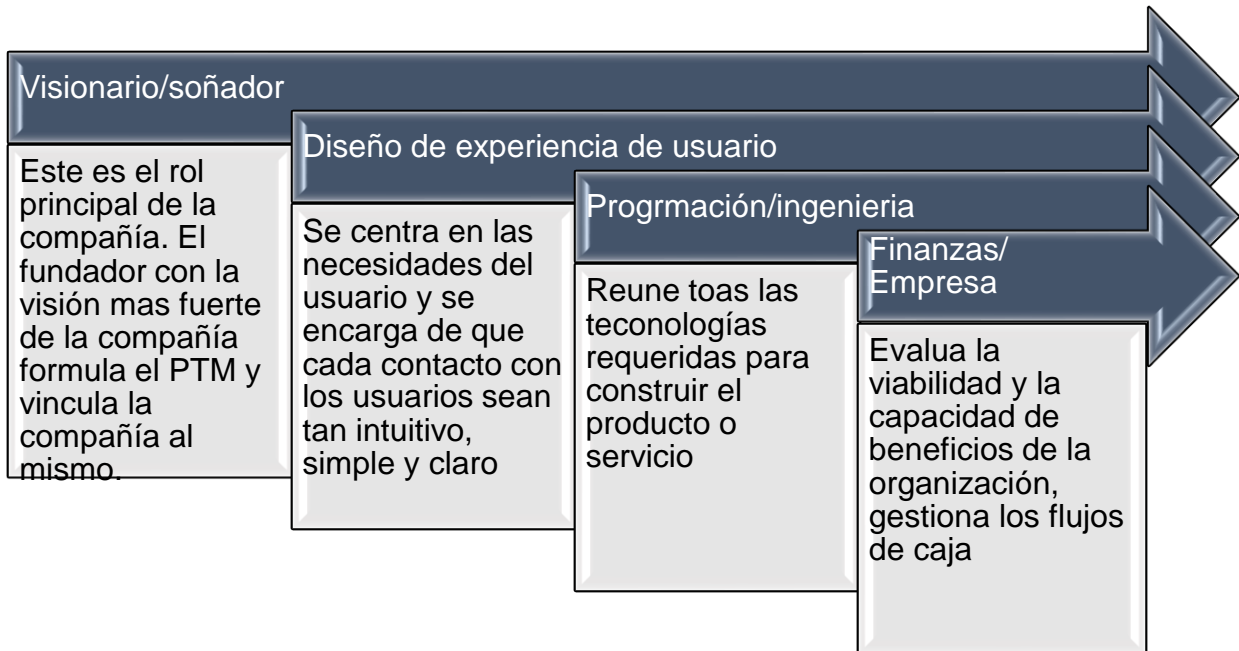 Visionario/soñador
Este es el rol
principal de la
compañía. El
fundador con la
visión mas fuerte
de la compañía
formula el PTM y
vincula la
compañía al
mismo.
Diseño de experiencia de usuario
Se centra en las
necesidades del
usuario y se
encarga de que
cada contacto con
los usuarios sean
tan intuitivo,
simple y claro
Progrmación/ingenieria
Reune toas las
teconologías
requeridas para
construir el
producto o
servicio
Finanzas/
Empresa
Evalua la
viabilidad y la
capacidad de
beneficios de la
organización,
gestiona los flujos
de caja